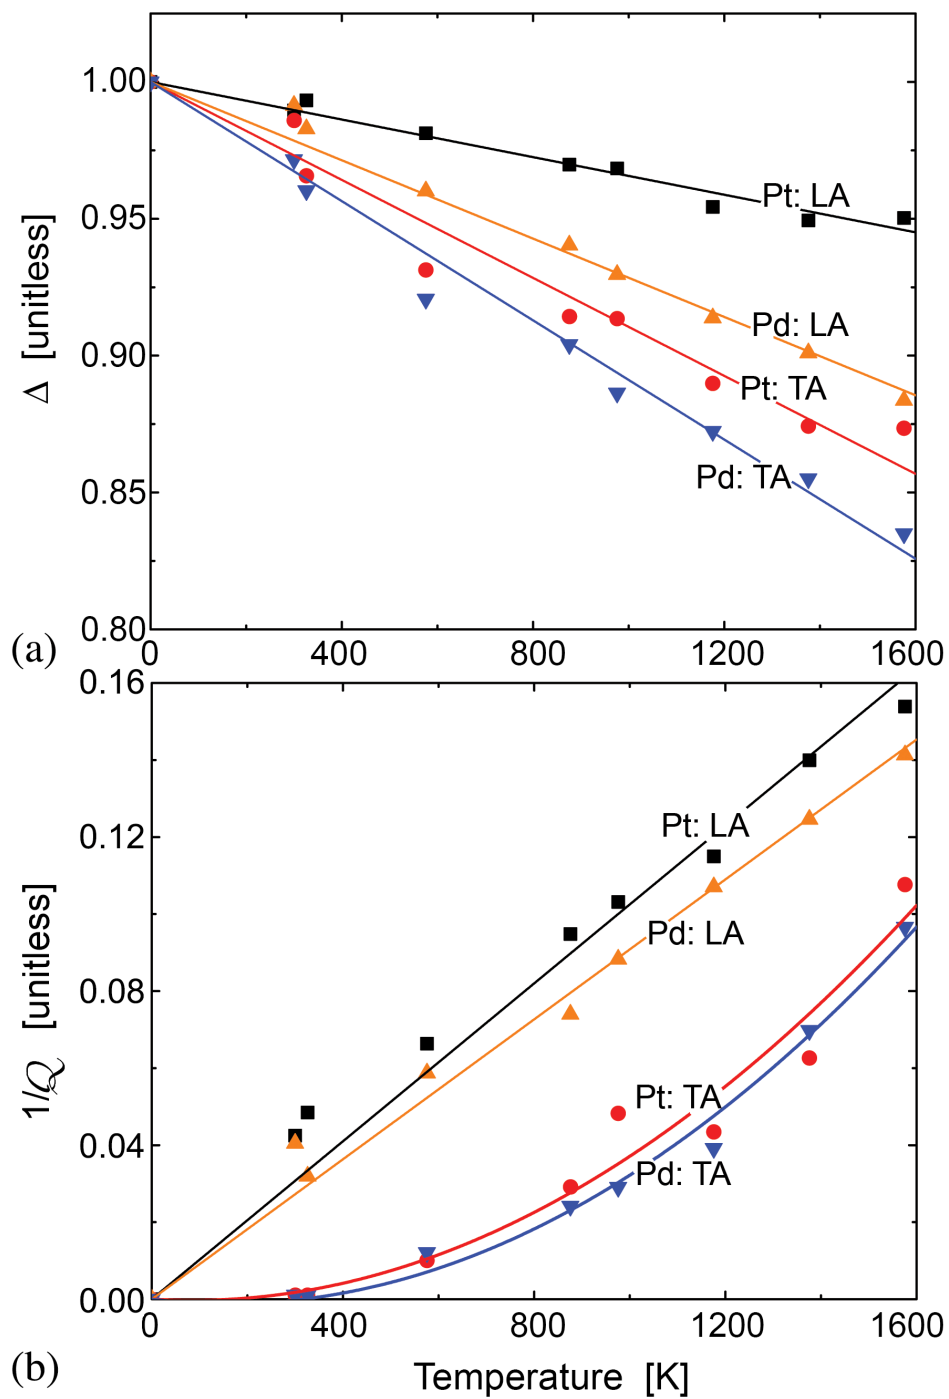 1.00
0.95
0.90
0.85
0.80
Δ [unitless]
Pt: LA
Pd: LA
Pt: TA
Pd: TA
(a)
0 400 800 1200 1600
0.16
0.12
0.08
0.04
0.00
1/𝒬 [unitless]
Pt: LA
Pd: LA
Pt: TA
Pd: TA
0 400 800 1200 1600
(b)
Temperature [K]